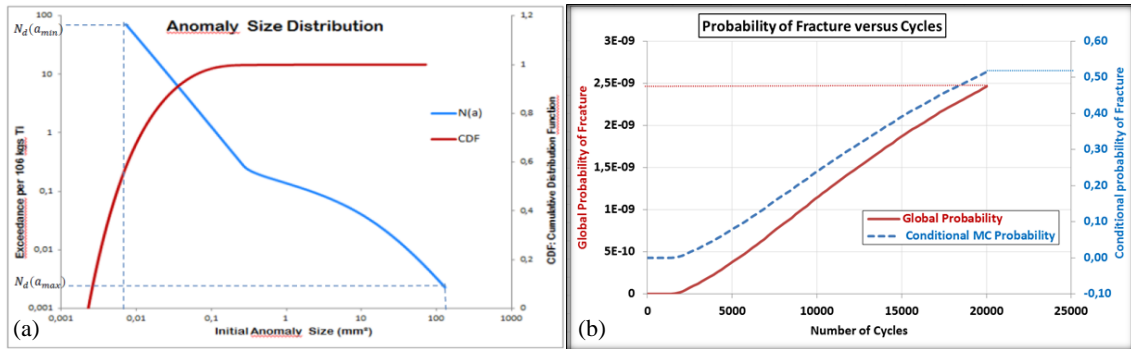 Anomaly Size Distribution
N_d(a_min)
N_d(a_max)
Exceedance per 106 kgs Ti
100
10
1
0,1
0,01
0,001
0,001
0,01
0,1
1
10
100
1000
Initial Anomaly Size (mm²)
1,2
1
0,8
0,6
0,4
0,2
0
CDF: Cumulative Distribution Function
N(a)
CDF
(a)
Probability of Fracture versus Cycles
Global Probability of Frcature
3E-09
2,5E-09
2E-09
1,5E-09
1E-09
5E-10
0
0
5000
10000
15000
20000
25000
Number of Cycles
0,60
0,50
0,40
0,30
0,20
0,10
0,00
-0,10
Conditional probability of Fracture
Global Probability
Conditional MC Probability
(b)